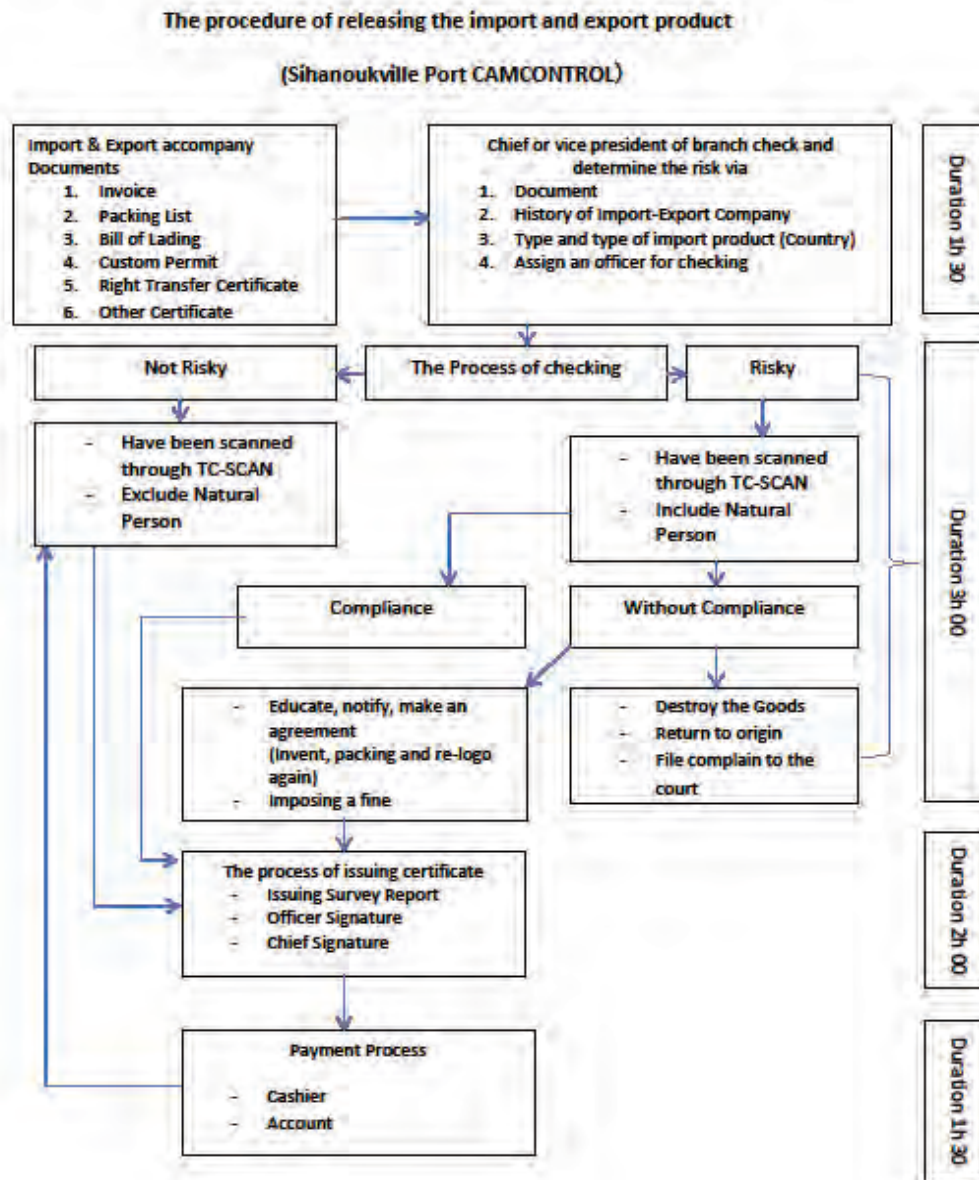 The procedure of releasing the import and export product
(Sihanoukville Port CAMCONTROL)
Import & Export accompany
Documents
1. Invoice
2. Packing List
3. Bill of Lading
4. Custom Permit
5. Right Transfer Certificate
6. Other Certificate
Chief or vice president of branch check and
determine the risk via
1. Document
2. History of Import-Export Company
3. Type and type of import product (Country)
4. Assign an officer for checking
Duration 1h 30
Not Risky
The Process of checking
Risky
- Have been scanned
through TC-SCAN
- Exclude Natural
Person
- Have been scanned
through TC-SCAN
- Include Natural
Person
Duration 3h 00
Compliance
Without Compliance
- Educate, notify, make an
agreement
(Invent, packing and re-logo
again)
- Imposing a fine
- Destroy the Goods
- Return to origin
- File complain to the
court
The process of issuing certificate
- Issuing Survey Report
- Officer Signature
- Chief Signature
Duration 2h 00
Payment Process
- Cashier
- Account
Duration 1h 30